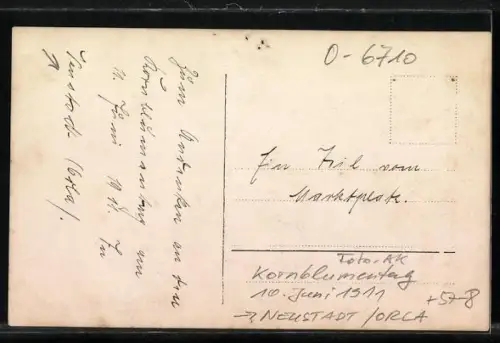 Zum Andenken an den
Kornblumentag am
11. Juni 1911. In
Neustadt (Orla).
O-6710
Ein Teil vom
Marktplatz.
Foto-AK
Kornblumentag
10. Juni 1911
→ NEUSTADT /ORLA